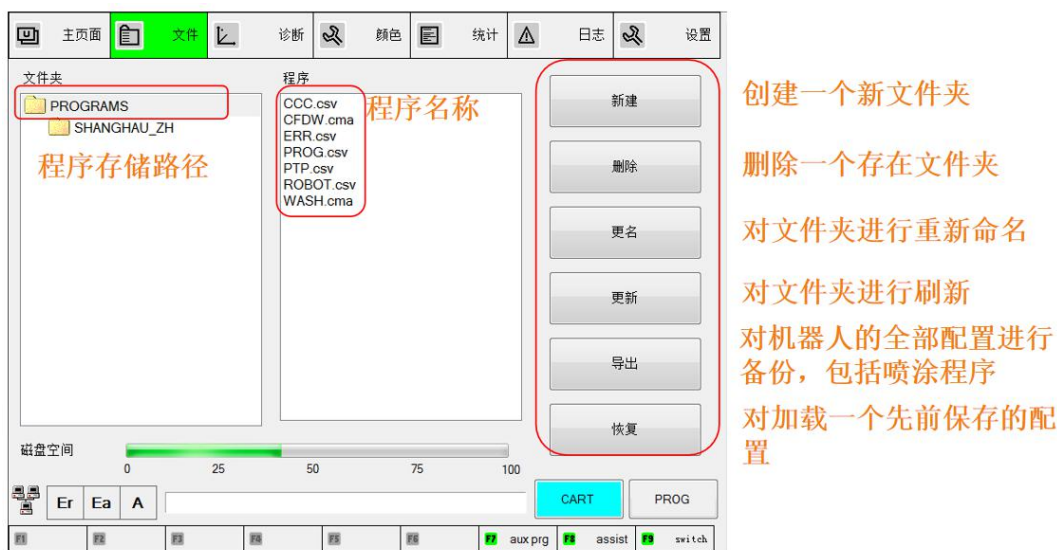 主页面 文件 诊断 颜色 统计 日志 设置
文件夹 程序
PROGRAMS
SHANGHAU_ZH
程序存储路径
CCC.csv
CFDW.cma
ERR.csv
PROG.csv
PTP.csv
ROBOT.csv
WASH.cma
程序名称
新建
创建一个新文件夹
删除
删除一个存在文件夹
更名
对文件夹进行重新命名
更新
对文件夹进行刷新
导出
对机器人的全部配置进行
备份，包括喷涂程序
恢复
对加载一个先前保存的配
置
磁盘空间
0 25 50 75 100
Er Ea A CART PROG
F1 F2 F3 F4 F5 F6 F7 aux prg F8 assist F9 switch